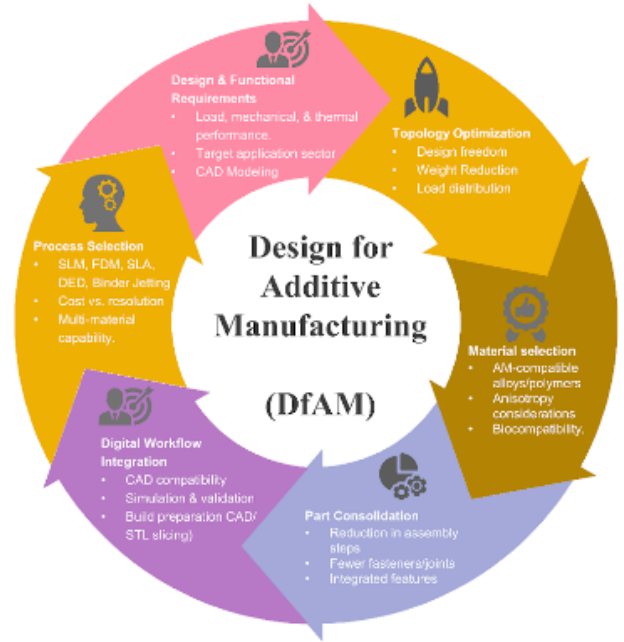 Design & Functional
Requirements
• Load, mechanical, & thermal
performance.
• Target application sector
• CAD Modeling
Topology Optimization
• Design freedom
• Weight Reduction
• Load distribution
Material selection
• AM-compatible
alloys/polymers
• Anisotropy
considerations
• Biocompatibility.
Part Consolidation
• Reduction in assembly
steps
• Fewer fasteners/joints
• Integrated features
Digital Workflow
Integration
• CAD compatibility
• Simulation & validation
• Build preparation CAD/
STL slicing)
Process Selection
• SLM, FDM, SLA,
DED, Binder Jetting
• Cost vs. resolution
• Multi-material
capability.
Design for
Additive
Manufacturing
(DfAM)